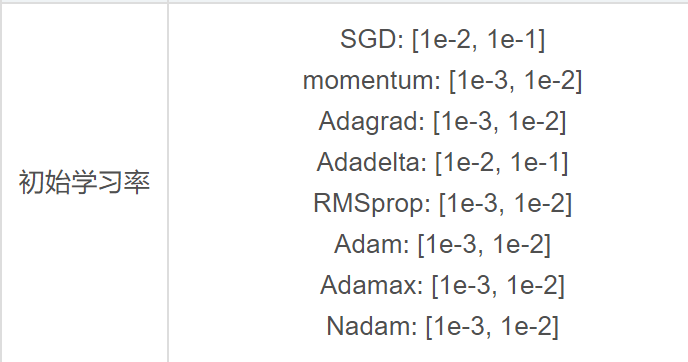 初始学习率
SGD: [1e-2, 1e-1]
momentum: [1e-3, 1e-2]
Adagrad: [1e-3, 1e-2]
Adadelta: [1e-2, 1e-1]
RMSprop: [1e-3, 1e-2]
Adam: [1e-3, 1e-2]
Adamax: [1e-3, 1e-2]
Nadam: [1e-3, 1e-2]